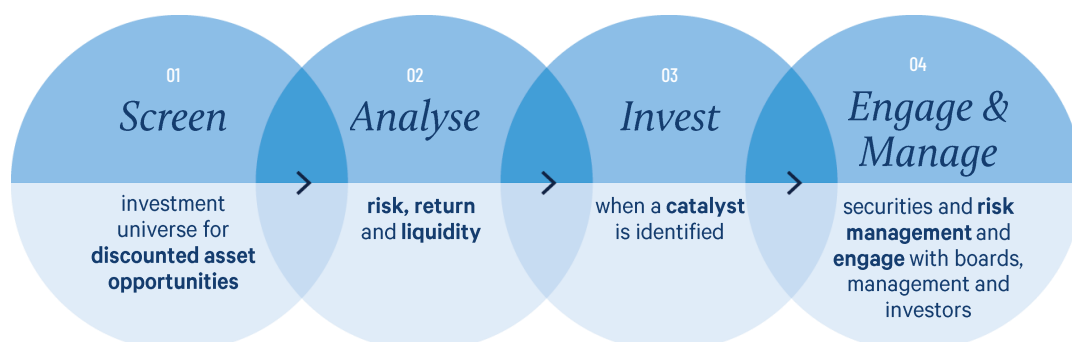 01
Screen
investment
universe for
discounted asset
opportunities
02
Analyse
risk, return
and liquidity
03
Invest
when a catalyst
is identified
04
Engage &
Manage
securities and risk
management and
engage with boards,
management and
investors